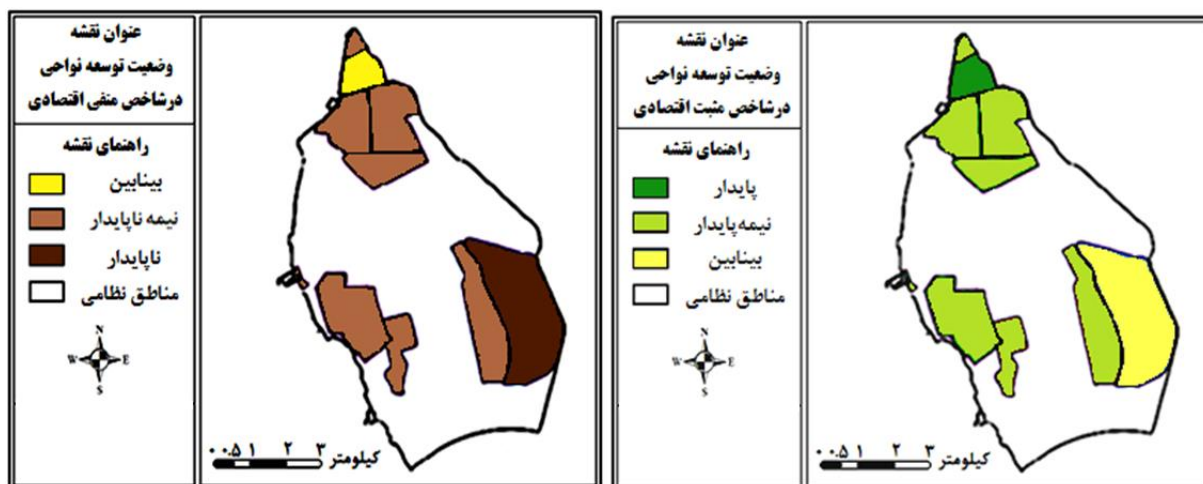 عنوان نقشه
وضعیت توسعه نواحی
درشاخص منفی اقتصادی
راهنمای نقشه
بینابین
نیمه ناپایدار
ناپایدار
مناطق نظامی
N
W E
S
۰ ۰.۵ ۱ ۲ ۳ کیلومتر
عنوان نقشه
وضعیت توسعه نواحی
درشاخص مثبت اقتصادی
راهنمای نقشه
پایدار
نیمه پایدار
بینابین
مناطق نظامی
N
W E
S
۰ ۰.۵ ۱ ۲ ۳ کیلومتر